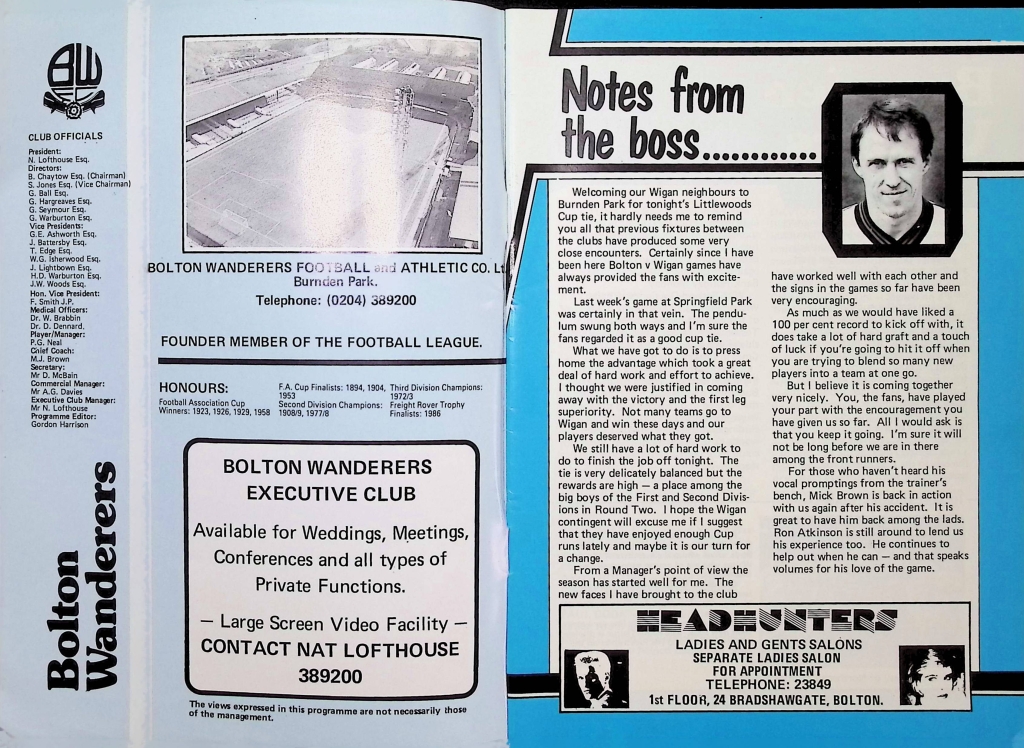 BW
CLUB OFFICIALS
President:
N. Lofthouse Esq.
Directors:
B. Chaytow Esq. (Chairman)
S. Jones Esq. (Vice Chairman)
G. Ball Esq.
G. Hargreaves Esq.
G. Seymour Esq.
G. Warburton Esq.
Vice Presidents:
G.E. Ashworth Esq.
J. Battersby Esq.
T. Edge Esq.
W.G. Isherwood Esq.
J. Lightbown Esq.
H.D. Warburton Esq.
J.W. Woods Esq.
Hon. Vice President:
F. Smith J.P.
Medical Officers:
Dr. W. Brabbin
Dr. D. Dennard.
Player/Manager:
P.G. Neal
Chief Coach:
M.J. Brown
Secretary:
Mr D. McBain
Commercial Manager:
Mr A.G. Davies
Executive Club Manager:
Mr N. Lofthouse
Programme Editor:
Gordon Harrison
Bolton
Wanderers
BOLTON WANDERERS FOOTBALL and ATHLETIC CO. Lt
Burnden Park.
Telephone: (0204) 389200
FOUNDER MEMBER OF THE FOOTBALL LEAGUE.
HONOURS:
Football Association Cup
Winners: 1923, 1926, 1929, 1958
F.A. Cup Finalists: 1894, 1904,
1953
Second Division Champions:
1908/9, 1977/8
Third Division Champions:
1972/3
Freight Rover Trophy
Finalists: 1986
BOLTON WANDERERS
EXECUTIVE CLUB
Available for Weddings, Meetings,
Conferences and all types of
Private Functions.
— Large Screen Video Facility —
CONTACT NAT LOFTHOUSE
389200
The views expressed in this programme are not necessarily those
of the management.
Notes from
the boss............
Welcoming our Wigan neighbours to
Burnden Park for tonight's Littlewoods
Cup tie, it hardly needs me to remind
you all that previous fixtures between
the clubs have produced some very
close encounters. Certainly since I have
been here Bolton v Wigan games have
always provided the fans with excite-
ment.
Last week's game at Springfield Park
was certainly in that vein. The pendu-
lum swung both ways and I'm sure the
fans regarded it as a good cup tie.
What we have got to do is to press
home the advantage which took a great
deal of hard work and effort to achieve.
I thought we were justified in coming
away with the victory and the first leg
superiority. Not many teams go to
Wigan and win these days and our
players deserved what they got.
We still have a lot of hard work to
do to finish the job off tonight. The
tie is very delicately balanced but the
rewards are high — a place among the
big boys of the First and Second Divis-
ions in Round Two. I hope the Wigan
contingent will excuse me if I suggest
that they have enjoyed enough Cup
runs lately and maybe it is our turn for
a change.
From a Manager's point of view the
season has started well for me. The
new faces I have brought to the club
have worked well with each other and
the signs in the games so far have been
very encouraging.
As much as we would have liked a
100 per cent record to kick off with, it
does take a lot of hard graft and a touch
of luck if you're going to hit it off when
you are trying to blend so many new
players into a team at one go.
But I believe it is coming together
very nicely. You, the fans, have played
your part with the encouragement you
have given us so far. All I would ask is
that you keep it going. I'm sure it will
not be long before we are in there
among the front runners.
For those who haven't heard his
vocal promptings from the trainer's
bench, Mick Brown is back in action
with us again after his accident. It is
great to have him back among the lads.
Ron Atkinson is still around to lend us
his experience too. He continues to
help out when he can — and that speaks
volumes for his love of the game.
HEADHUNTERS
LADIES AND GENTS SALONS
SEPARATE LADIES SALON
FOR APPOINTMENT
TELEPHONE: 23849
1st FLOOR, 24 BRADSHAWGATE, BOLTON.